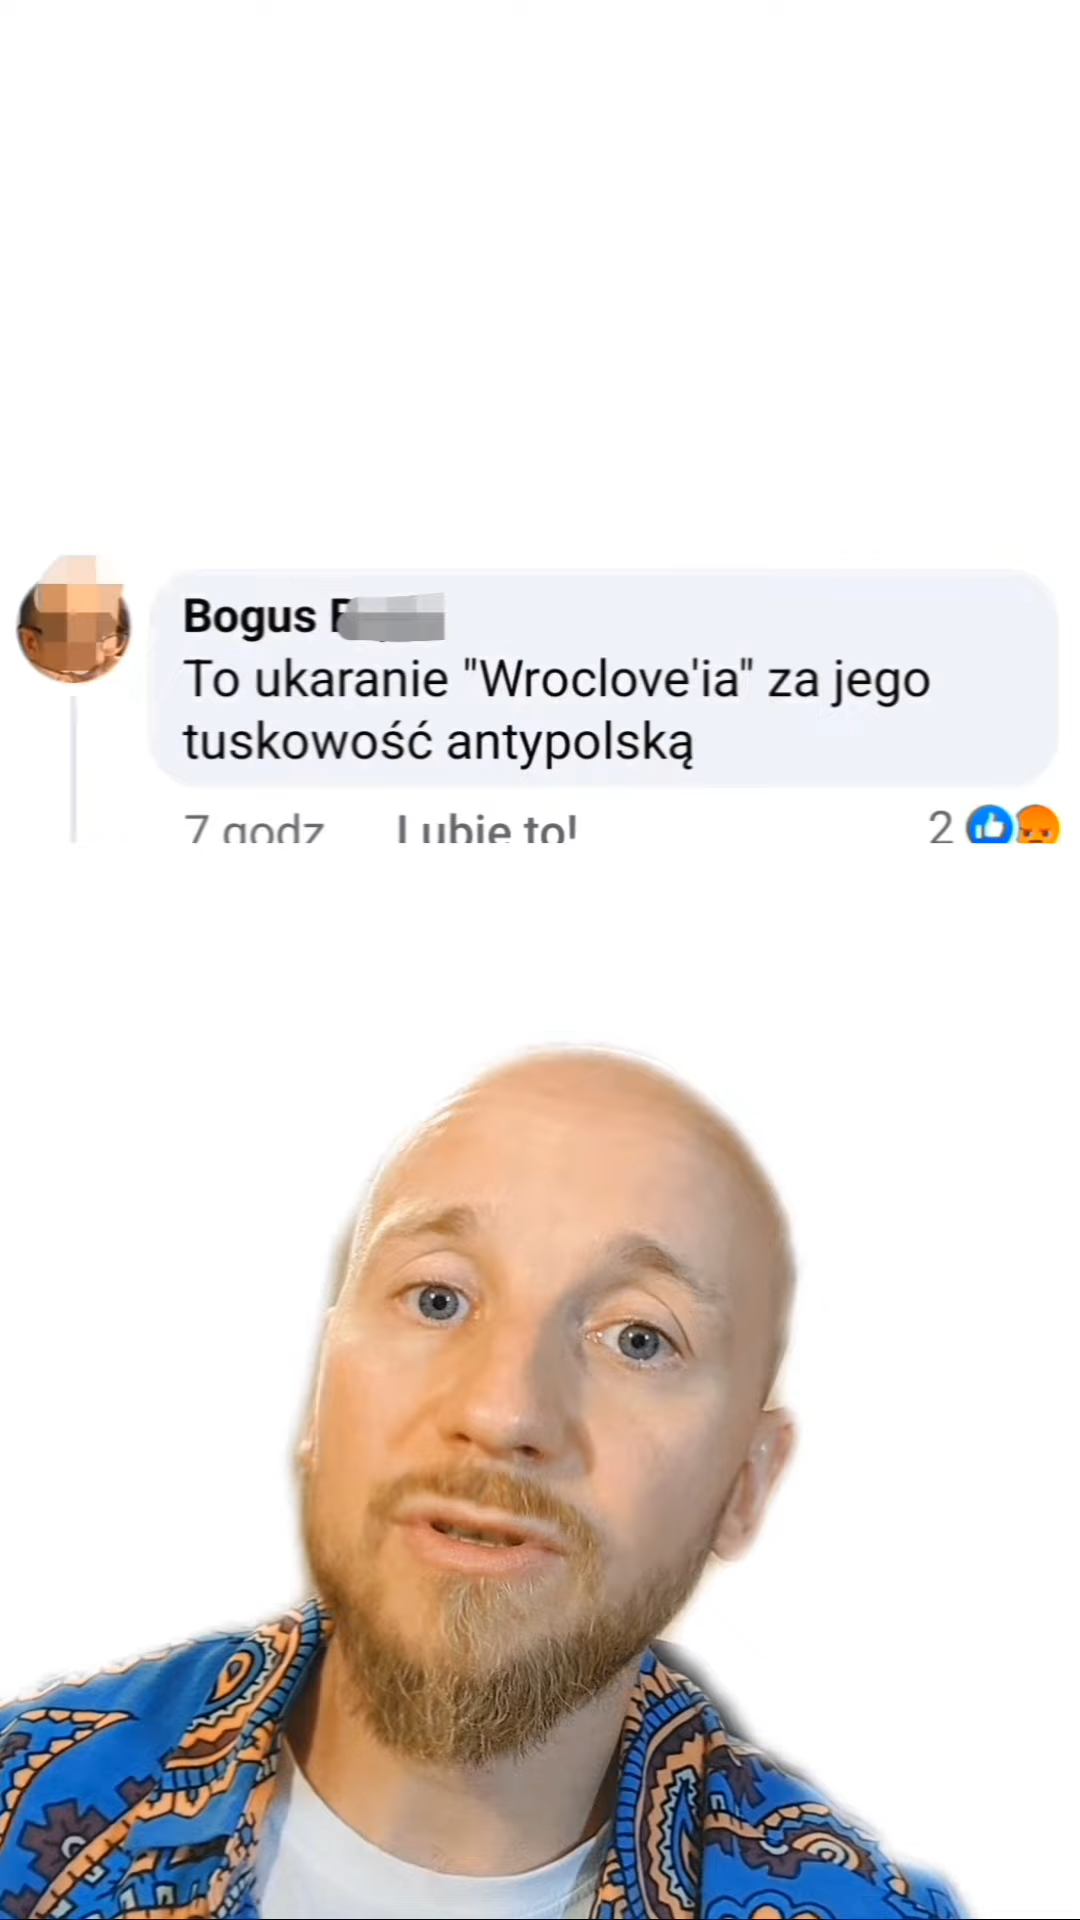 Bogus
To ukaranie "Wroclove'ia" za jego
tuskowość antypolską
7 godz
Lubię to!
2